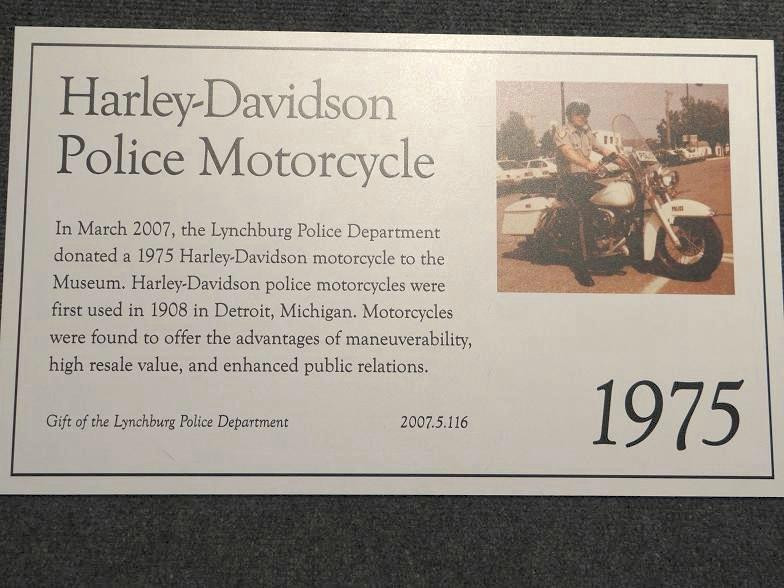 Harley-Davidson
Police Motorcycle
In March 2007, the Lynchburg Police Department
donated a 1975 Harley-Davidson motorcycle to the
Museum. Harley-Davidson police motorcycles were
first used in 1908 in Detroit, Michigan. Motorcycles
were found to offer the advantages of maneuverability,
high resale value, and enhanced public relations.
Gift of the Lynchburg Police Department 2007.5.116
1975